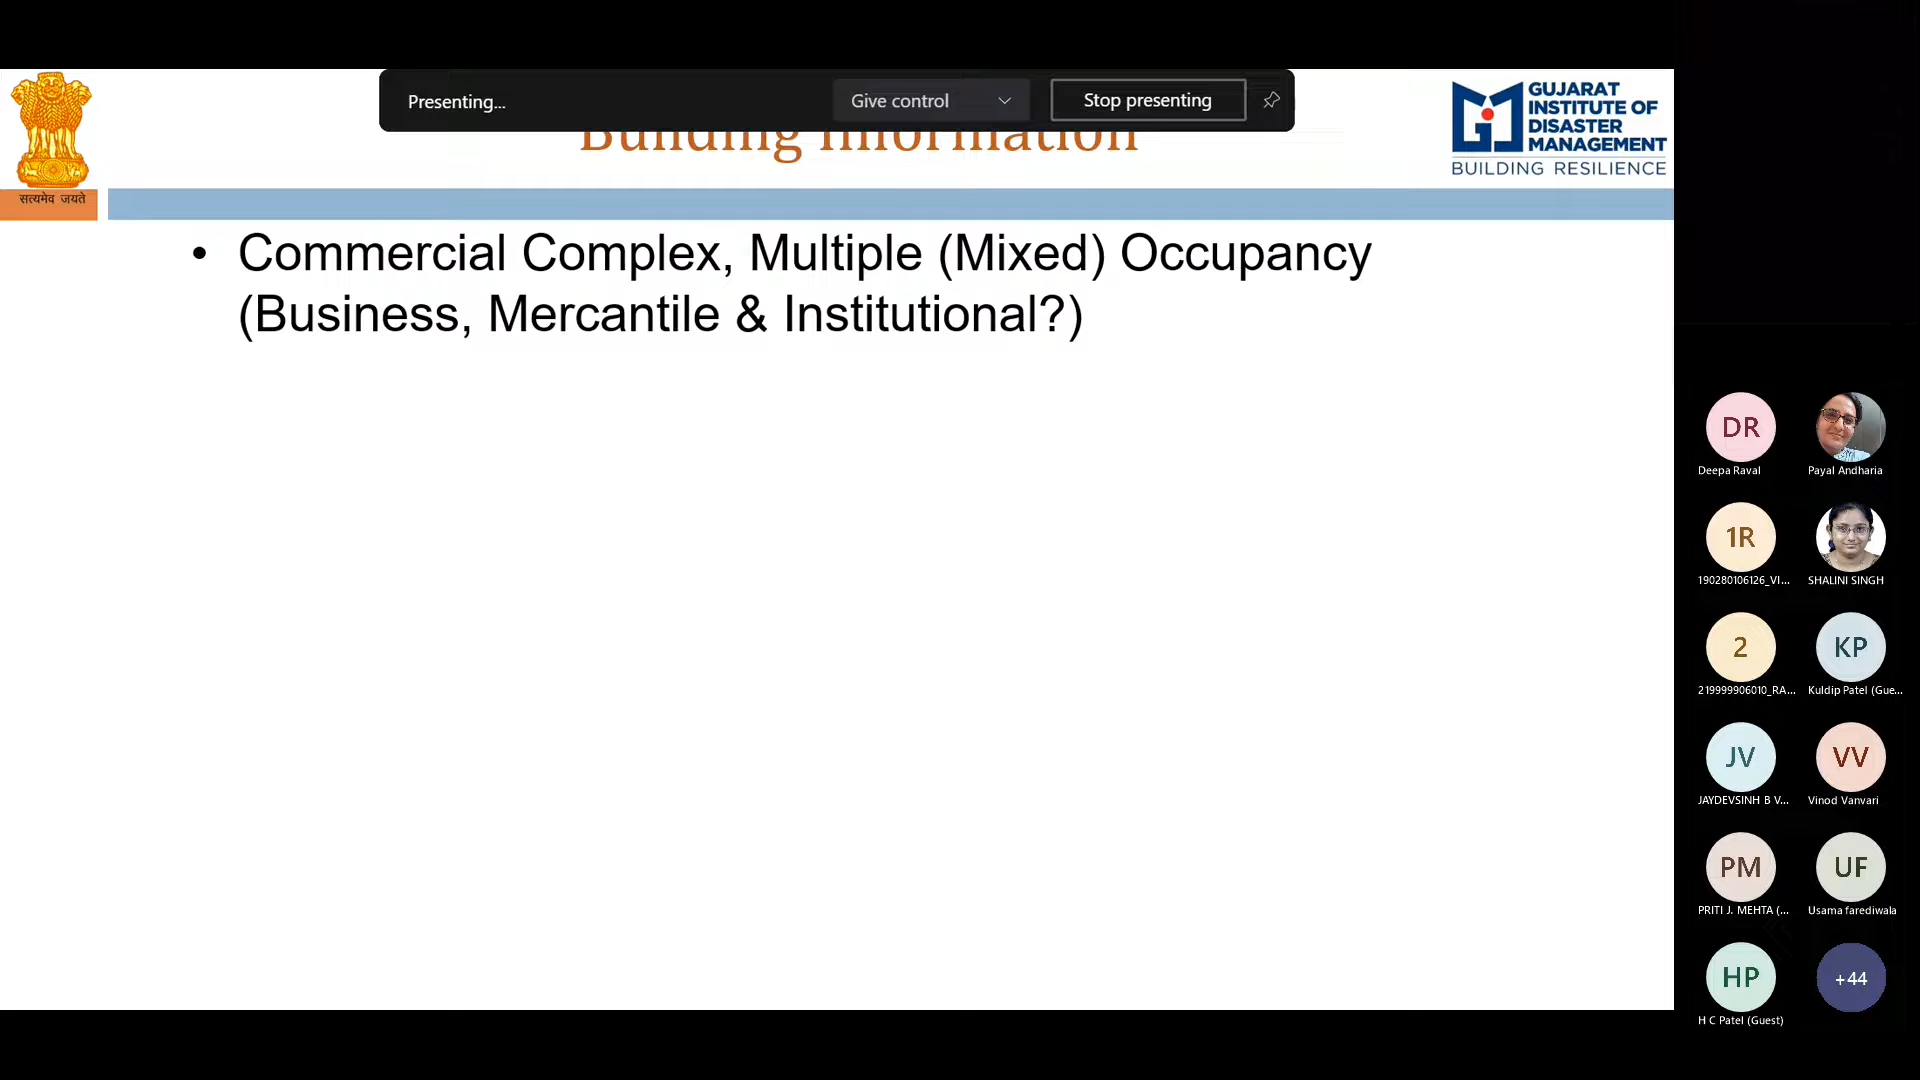 Presenting...
Give control
Stop presenting
Building Information
सत्यमेव जयते
GUJARAT
INSTITUTE OF
DISASTER
MANAGEMENT
BUILDING RESILIENCE
• Commercial Complex, Multiple (Mixed) Occupancy
(Business, Mercantile & Institutional?)
DR
Deepa Raval
Payal Andharia
1R
190280106126_VI...
SHALINI SINGH
2
219999906010_RA...
KP
Kuldip Patel (Gue...
JV
JAYDEVSINH B V...
VV
Vinod Vanvari
PM
PRITI J. MEHTA (...
UF
Usama farediwala
HP
H C Patel (Guest)
+44